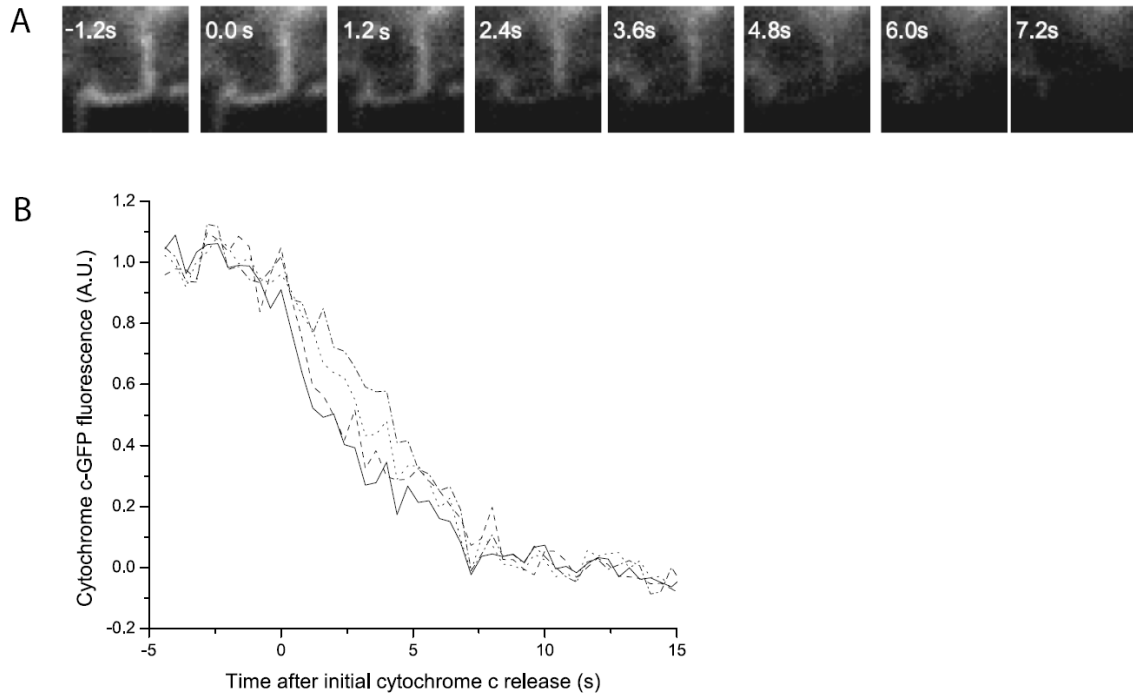 A
-1.2s 0.0 s 1.2s 2.4s 3.6s 4.8s 6.0s 7.2s
B
1.2
1.0
0.8
0.6
0.4
0.2
0.0
-0.2
Cytochrome c-GFP fluorescence (A.U.)
-5 0 5 10 15
Time after initial cytochrome c release (s)